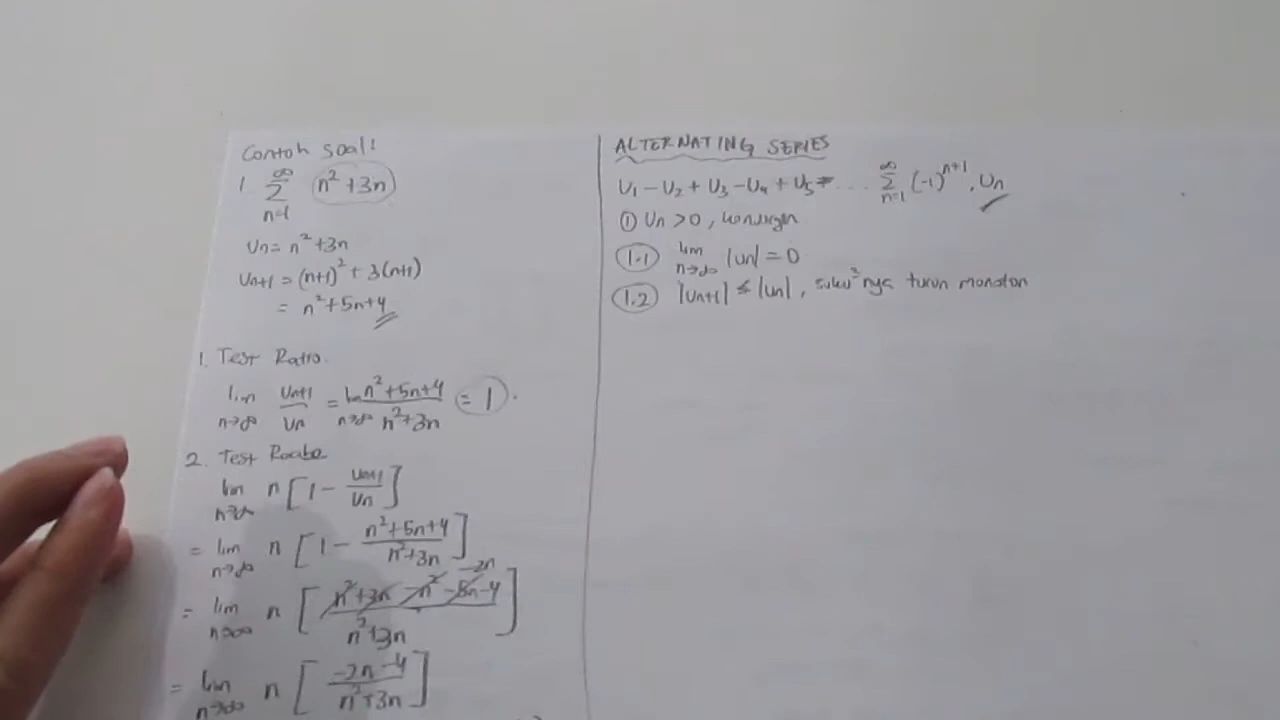 Contoh soal!
1. ∞ Σ n=1 n² + 3n
Un = n² + 3n
Un+1 = (n+1)² + 3(n+1)
= n² + 5n + 4
1. Test Ratio.
lim n→∞ Un+1/Un = lim n→∞ (n² + 5n + 4)/(n² + 3n) = 1.
2. Test Raabe
lim n→∞ n [1 - Un+1/Un]
= lim n→∞ n [1 - (n² + 5n + 4)/(n² + 3n)]
= lim n→∞ n [(n² + 3n - n² - 5n - 4)/(n² + 3n)] -2n
= lim n→∞ n [(-2n - 4)/(n² + 3n)]
ALTERNATING SERIES
U1 - U2 + U3 - U4 + U5 - .... ∞ Σ n=1 (-1)^(n+1) . Un
① Un > 0, konvergen
1.1 lim n→∞ |Un| = 0
1.2 |Un+1| ≤ |Un|, suku²nya turun monoton